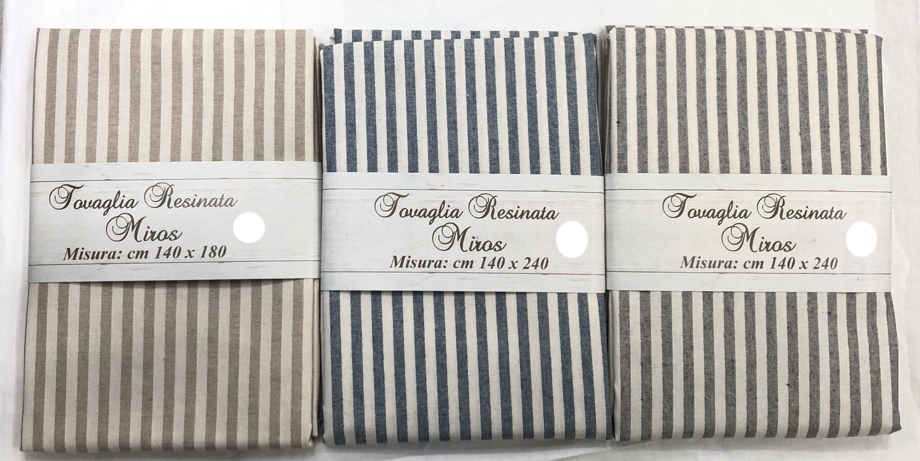 Tovaglia Resinata
Miros
Misura: cm 140 x 180
Tovaglia Resinata
Miros
Misura: cm 140 x 240
Tovaglia Resinata
Miros
Misura: cm 140 x 240